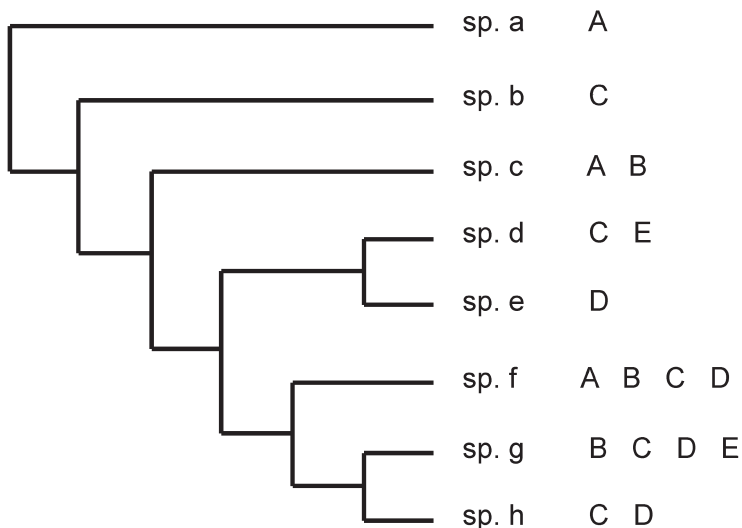 sp. a A
sp. b C
sp. c A B
sp. d C E
sp. e D
sp. f A B C D
sp. g B C D E
sp. h C D